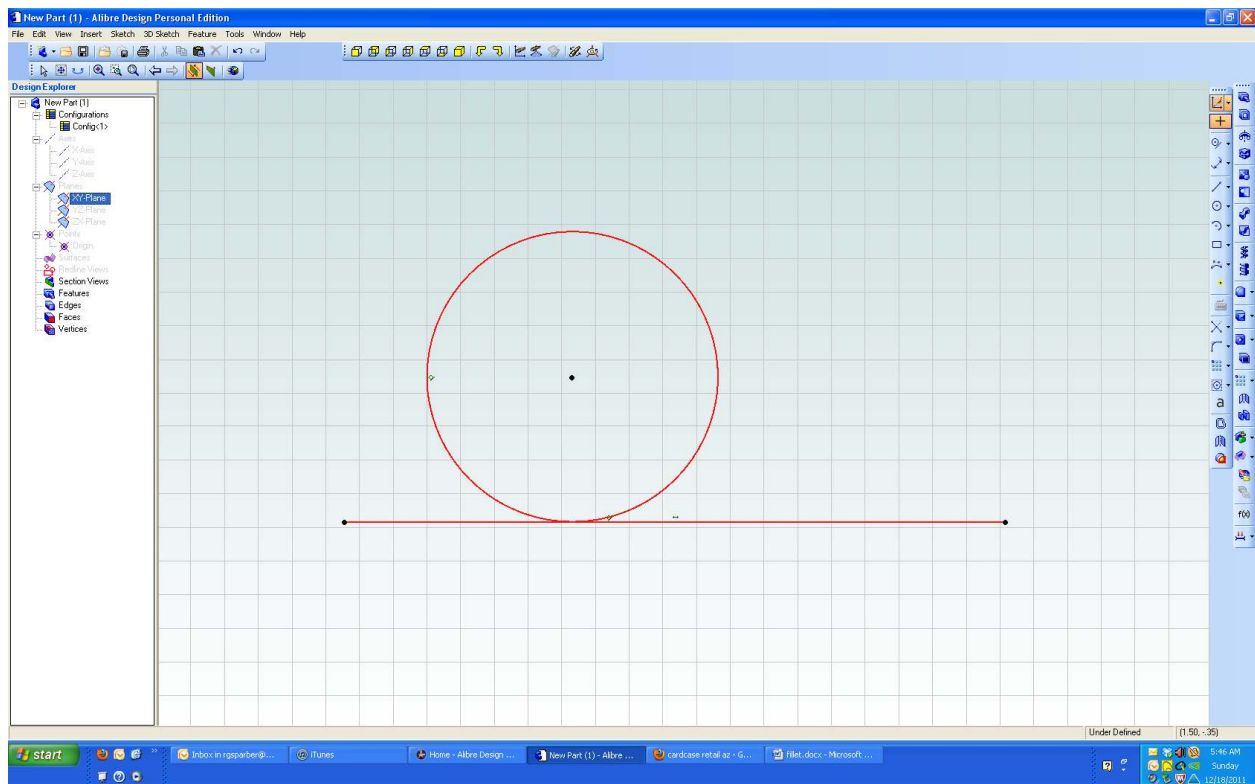 New Part (1) - Alibre Design Personal Edition
File Edit View Insert Sketch 3D Sketch Feature Tools Window Help
Design Explorer
New Part (1)
Configurations
Config<1>
Axes
X-Axis
Y-Axis
Z-Axis
Planes
XY-Plane
YZ-Plane
ZX-Plane
Points
Origin
Surfaces
Redline Views
Section Views
Features
Edges
Faces
Vertices
a
f(x)
Under Defined (1.50, -.35)
start
Inbox in rgsparber@... iTunes Home - Alibre Design ... New Part (1) - Alibre ... cardcase retail az - G... fillet.docx - Microsoft ...
5:46 AM
Sunday
12/18/2011